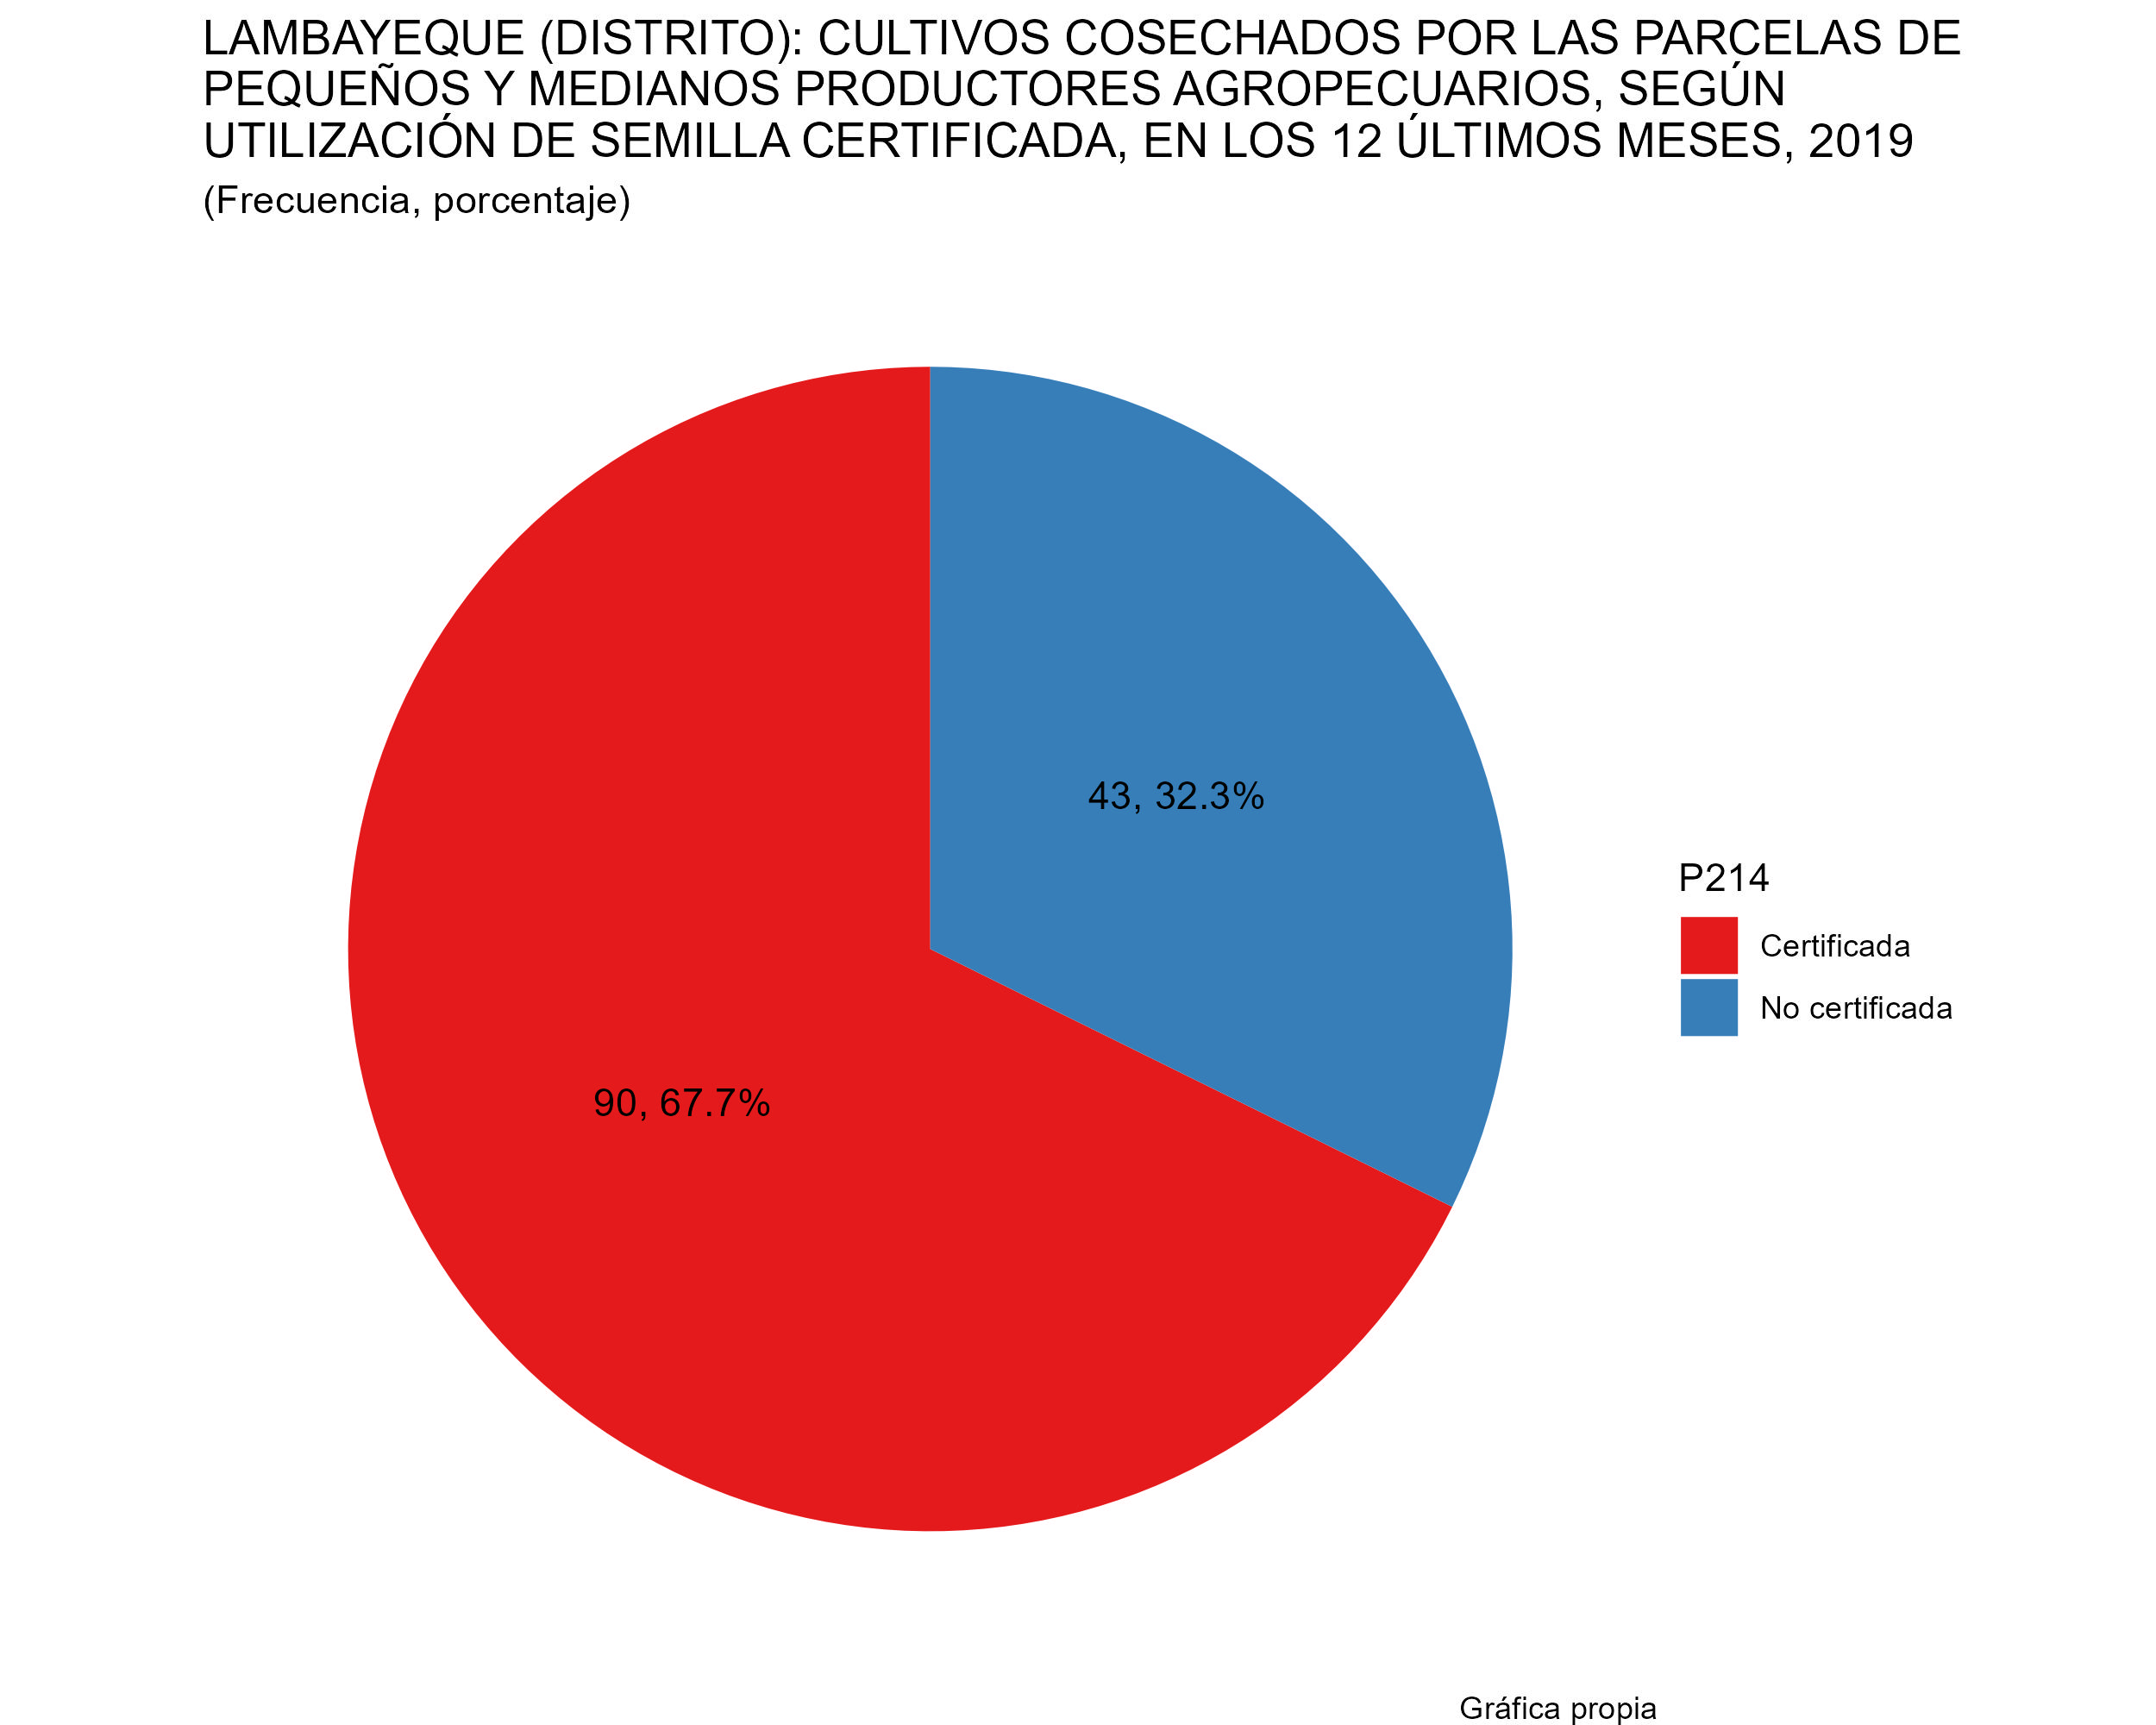 LAMBAYEQUE (DISTRITO): CULTIVOS COSECHADOS POR LAS PARCELAS DE
PEQUEÑOS Y MEDIANOS PRODUCTORES AGROPECUARIOS, SEGÚN
UTILIZACIÓN DE SEMILLA CERTIFICADA, EN LOS 12 ÚLTIMOS MESES, 2019
(Frecuencia, porcentaje)
43, 32.3%
90, 67.7%
P214
Certificada
No certificada
Gráfica propia